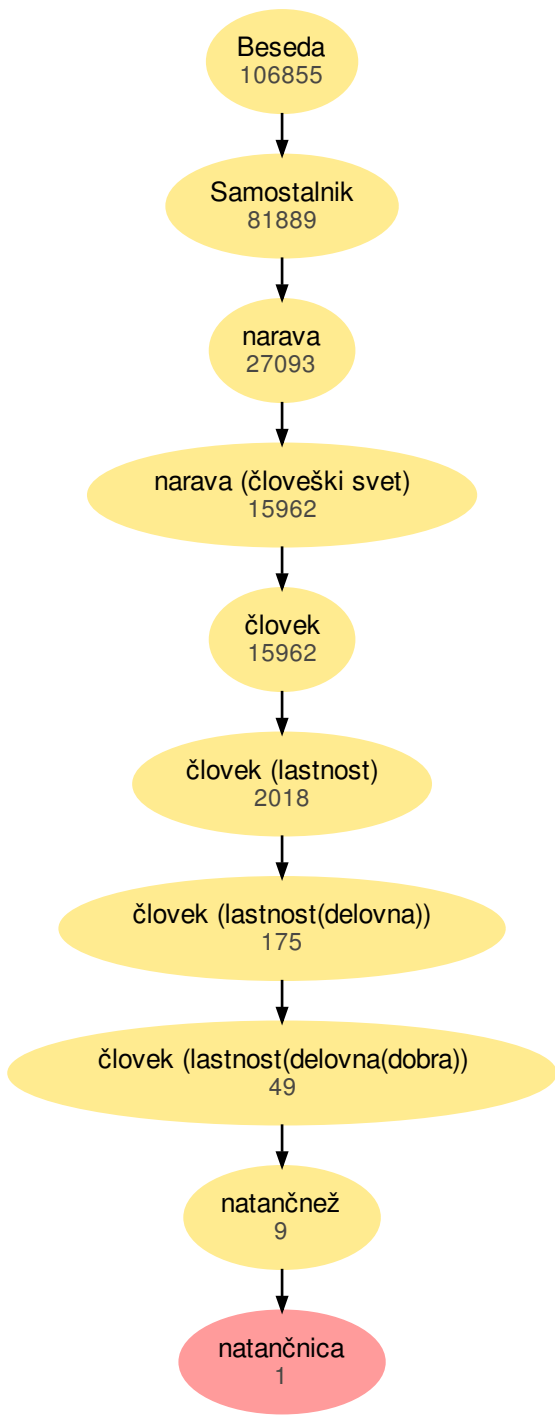 Beseda
106855
Samostalnik
81889
narava
27093
narava (človeški svet)
15962
človek
15962
človek (lastnost)
2018
človek (lastnost(delovna))
175
človek (lastnost(delovna(dobra))
49
natančnež
9
natančnica
1